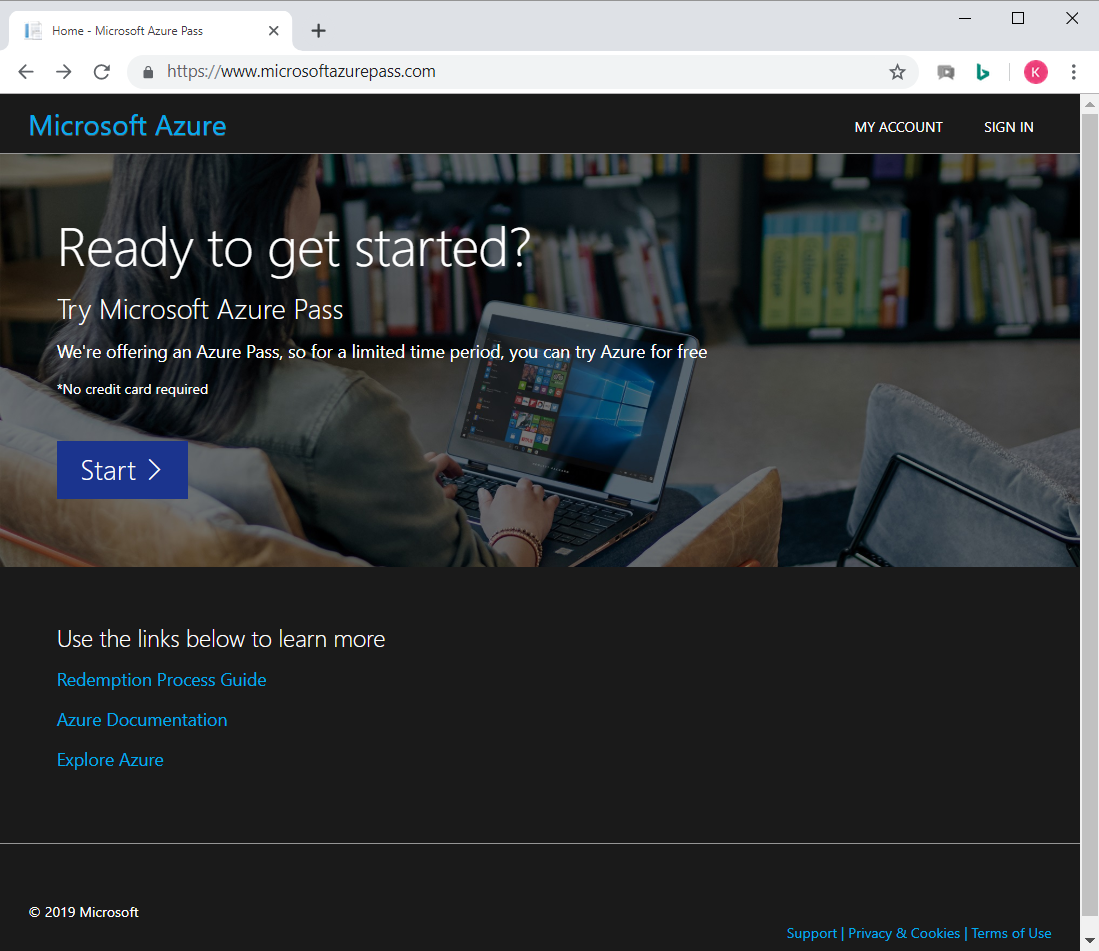 Home - Microsoft Azure Pass
https://www.microsoftazurepass.com
K
Microsoft Azure
MY ACCOUNT
SIGN IN
Ready to get started?
Try Microsoft Azure Pass
We're offering an Azure Pass, so for a limited time period, you can try Azure for free
*No credit card required
Start
Use the links below to learn more
Redemption Process Guide
Azure Documentation
Explore Azure
© 2019 Microsoft
Support | Privacy & Cookies | Terms of Use